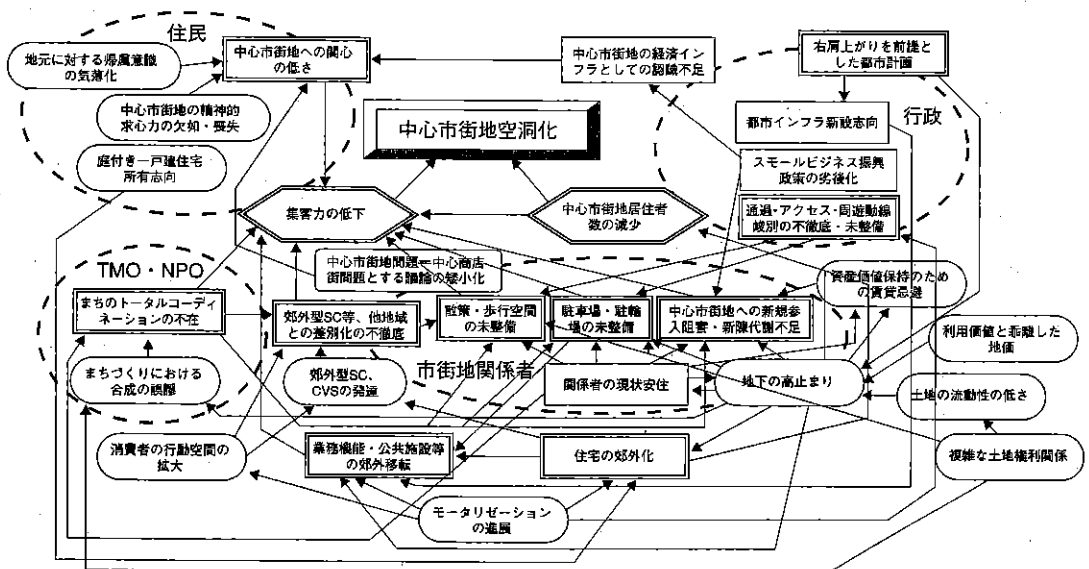 住民
地元に対する帰属意識
の気薄化
中心市街地への関心
の低さ
中心市街地の経済イン
フラとしての認識不足
右肩上がりを前提と
した都市計画
中心市街地の精神的
求心力の欠如・喪失
中心市街地空洞化
都市インフラ新設志向
行政
庭付き一戸建住宅
所有志向
スモールビジネス振興
政策の劣後化
集客力の低下
中心市街地居住者
数の減少
通過・アクセス・周遊動線
峻別の不徹底・未整備
TMO・NPO
中心市街地問題＝中心商店
街問題とする議論の矮小化
資産価値保持のため
の賃貸忌避
まちのトータルコーディ
ネーションの不在
郊外型SC等、他地域
との差別化の不徹底
散策・歩行空間
の未整備
駐車場・駐輪
場の未整備
中心市街地への新規参
入阻害・新陳代謝不足
利用価値と乖離した
地価
市街地関係者
まちづくりにおける
合成の誤謬
郊外型SC、
CVSの発達
関係者の現状安住
地下の高止まり
土地の流動性の低さ
消費者の行動空間の
拡大
業務機能・公共施設等
の郊外移転
住宅の郊外化
複雑な土地権利関係
モータリゼーション
の進展